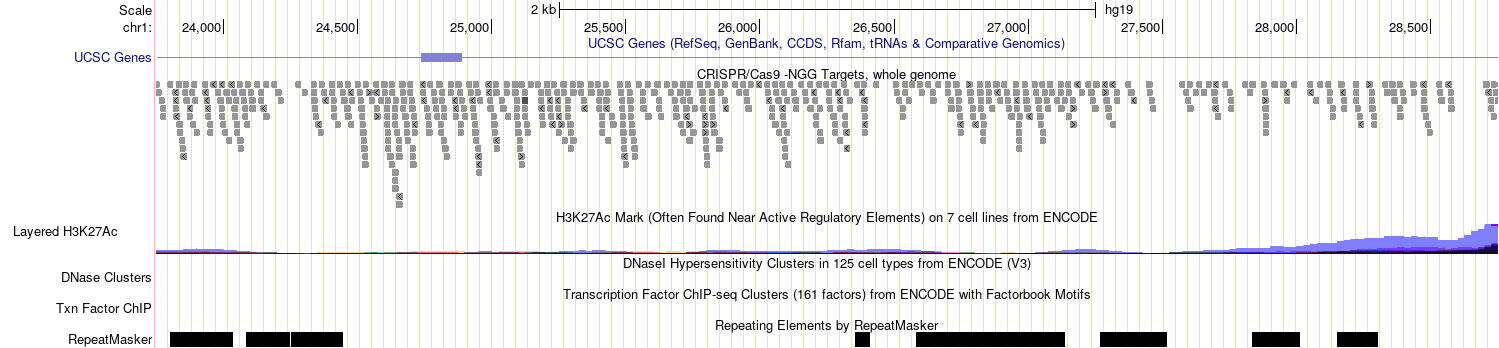 Scale 2 kb hg19
chr1: 24,000 24,500 25,000 25,500 26,000 26,500 27,000 27,500 28,000 28,500
UCSC Genes (RefSeq, GenBank, CCDS, Rfam, tRNAs & Comparative Genomics)
UCSC Genes
CRISPR/Cas9 -NGG Targets, whole genome
H3K27Ac Mark (Often Found Near Active Regulatory Elements) on 7 cell lines from ENCODE
Layered H3K27Ac
DNaseI Hypersensitivity Clusters in 125 cell types from ENCODE (V3)
DNase Clusters
Transcription Factor ChIP-seq Clusters (161 factors) from ENCODE with Factorbook Motifs
Txn Factor ChIP
Repeating Elements by RepeatMasker
RepeatMasker